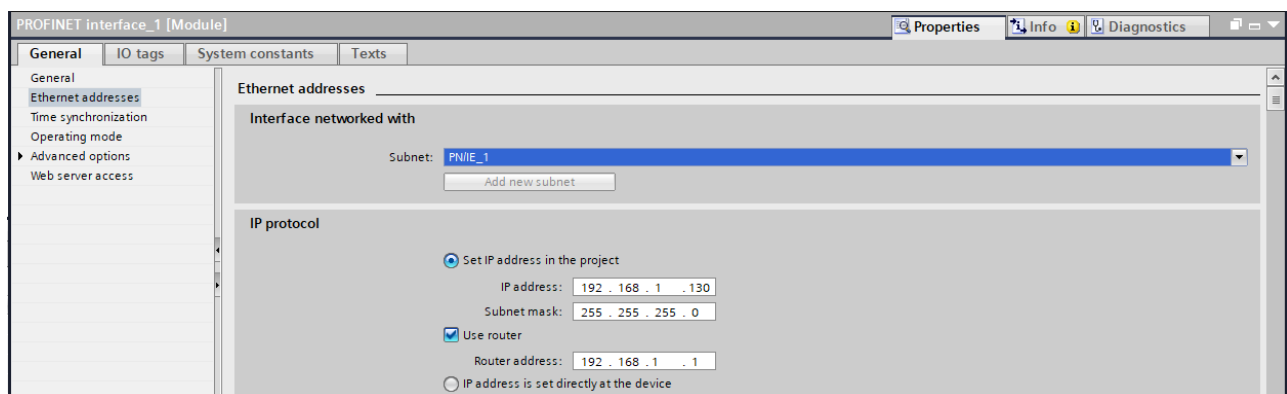 PROFINET interface_1 [Module]
Properties
Info
Diagnostics
General
IO tags
System constants
Texts
General
Ethernet addresses
Time synchronization
Operating mode
Advanced options
Web server access
Ethernet addresses
Interface networked with
Subnet: PN/IE_1
Add new subnet
IP protocol
Set IP address in the project
IP address: 192 . 168 . 1 . 130
Subnet mask: 255 . 255 . 255 . 0
Use router
Router address: 192 . 168 . 1 . 1
IP address is set directly at the device